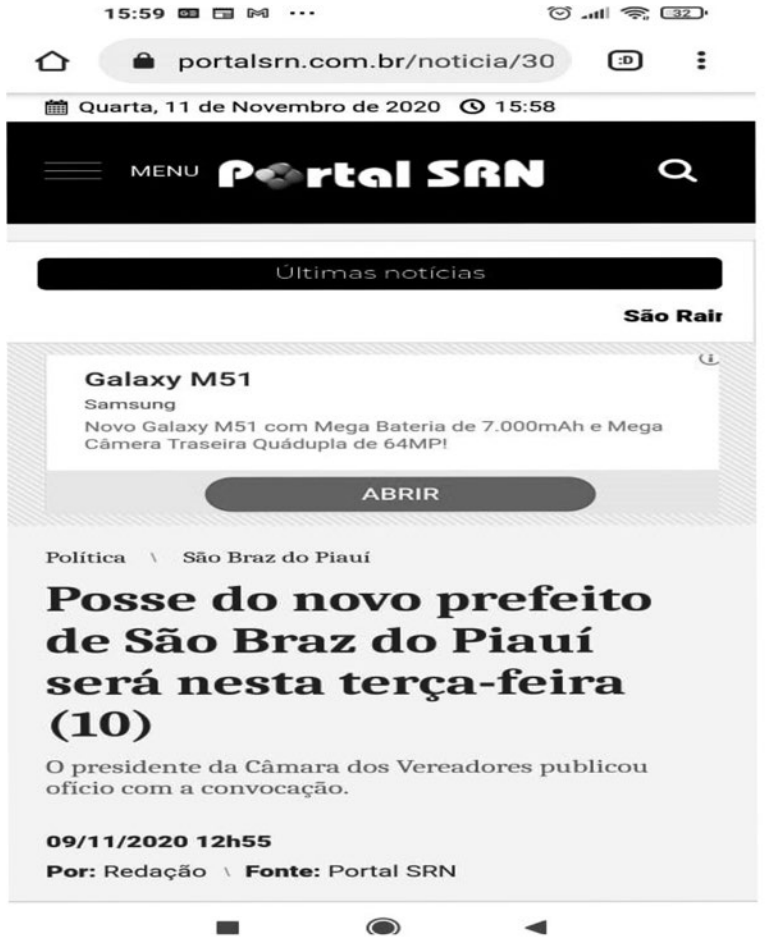 15:59
32
portalsrn.com.br/noticia/30
:D
Quarta, 11 de Novembro de 2020 15:58
MENU Portal SRN
Últimas notícias
São Rair
Galaxy M51
Samsung
Novo Galaxy M51 com Mega Bateria de 7.000mAh e Mega
Câmera Traseira Quádupla de 64MP!
ABRIR
Política \ São Braz do Piauí
Posse do novo prefeito
de São Braz do Piauí
será nesta terça-feira
(10)
O presidente da Câmara dos Vereadores publicou
ofício com a convocação.
09/11/2020 12h55
Por: Redação \ Fonte: Portal SRN